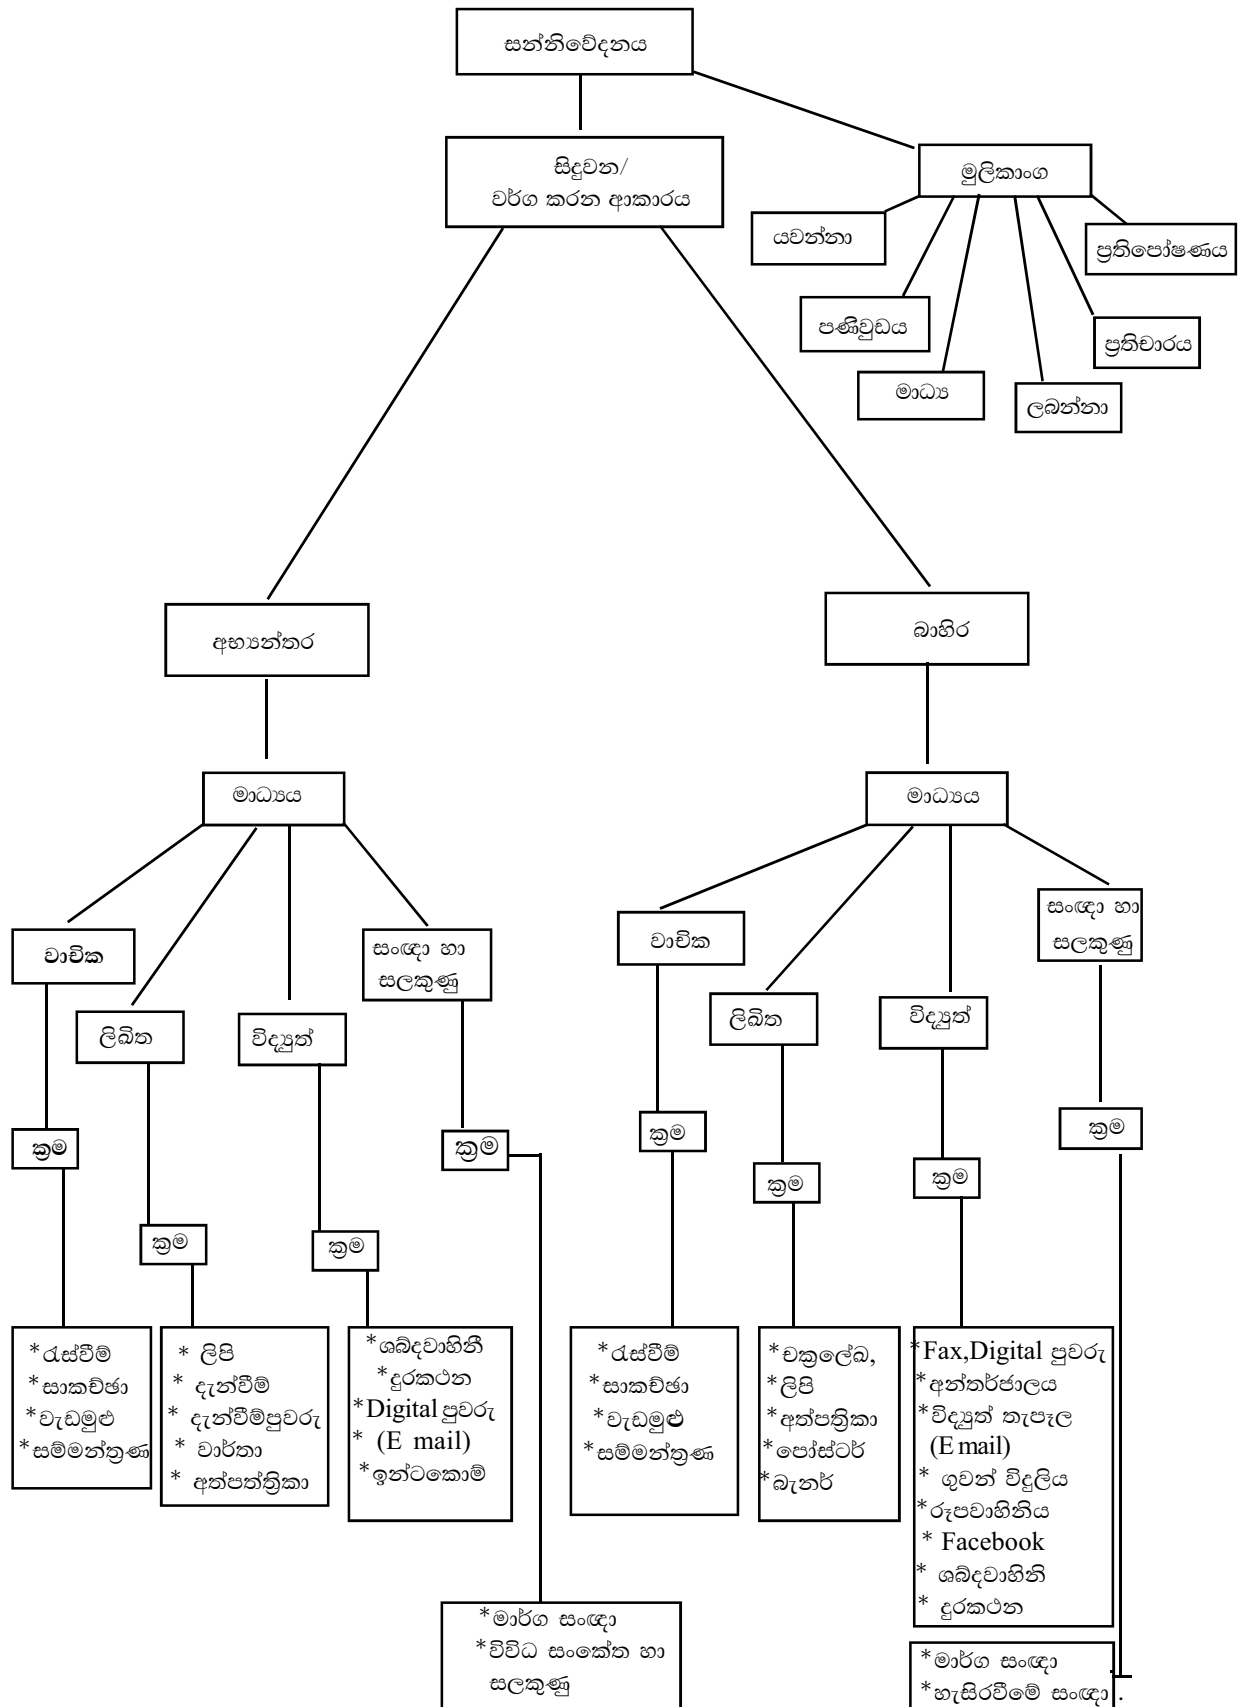 සන්නිවේදනය
සිදුවන/
වර්ග කරන ආකාරය
මුලිකාංග
යවන්නා
ප්‍රතිපෝෂණය
පණිවුඩය
ප්‍රතිචාරය
මාධ්‍ය
ලබන්නා
අභ්‍යන්තර
බාහිර
මාධ්‍යය
මාධ්‍යය
වාචික
සංඥා හා
සලකුණු
ලිඛිත
විද්‍යුත්
වාචික
සංඥා හා
සලකුණු
ලිඛිත
විද්‍යුත්
ක්‍රම
ක්‍රම
ක්‍රම
ක්‍රම
ක්‍රම
ක්‍රම
ක්‍රම
ක්‍රම
*රැස්වීම්
*සාකච්ඡා
*වැඩමුළු
*සම්මන්ත්‍රණ
* ලිපි
* දැන්වීම්
* දැන්වීම්පුවරු
* වාර්තා
* අත්පත්ත්‍රිකා
*ශබ්දවාහිනී
*දුරකථන
*Digital පුවරු
* (E mail)
*ඉන්ටකොම්
*මාර්ග සංඥා
*විවිධ සංකේත හා
සලකුණු
*රැස්වීම්
*සාකච්ඡා
*වැඩමුළු
*සම්මන්ත්‍රණ
*චක්‍රලේඛ,
*ලිපි
*අත්පත්‍රිකා
*පෝස්ටර්
*බැනර්
*Fax,Digital පුවරු
*අන්තර්ජාලය
*විද්‍යුත් තැපෑල
(E mail)
* ගුවන් විදුලිය
*රූපවාහිනිය
* Facebook
* ශබ්දවාහිනි
* දුරකථන
*මාර්ග සංඥා
*හැසිරවීමේ සංඥා .